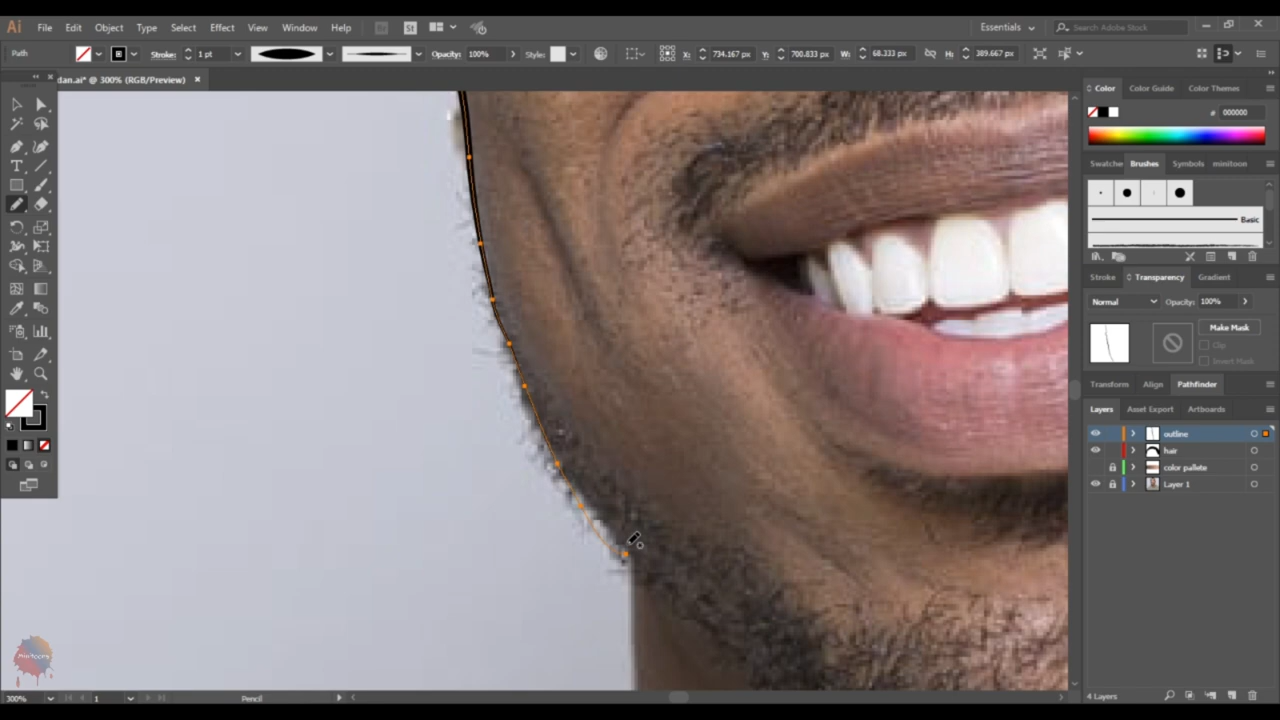 Ai File Edit Object Type Select Effect View Window Help Br St Essentials Search Adobe Stock
Path Stroke: 1 pt Opacity: 100% Style: X: 734.167 px Y: 700.833 px W: 68.333 px H: 389.667 px
dan.ai* @ 300% (RGB/Preview)
Color Color Guide Color Themes
# 000000
Swatche Brushes Symbols minitoon
Basic
Stroke Transparency Gradient
Normal Opacity: 100%
Make Mask
Clip
Invert Mask
Transform Align Pathfinder
Layers Asset Export Artboards
outline
hair
color pallete
Layer 1
Minitoons
300% 1 Pencil 4 Layers